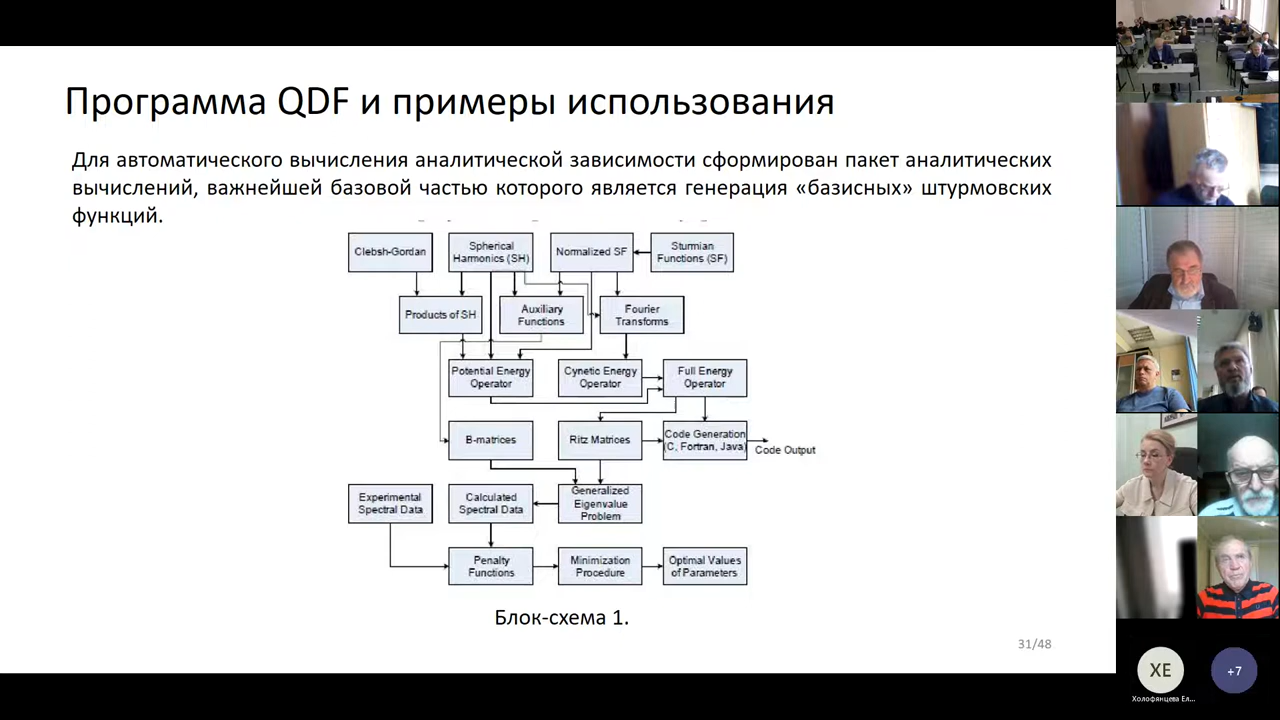 Программа QDF и примеры использования
Для автоматического вычисления аналитической зависимости сформирован пакет аналитических
вычислений, важнейшей базовой частью которого является генерация «базисных» штурмовских
функций.
Clebsh-Gordan
Spherical
Harmonics (SH)
Normalized SF
Sturmian
Functions (SF)
Products of SH
Auxiliary
Functions
Fourier
Transforms
Potential Energy
Operator
Cynetic Energy
Operator
Full Energy
Operator
B-matrices
Ritz Matrices
Code Generation
(C, Fortran, Java)
Code Output
Experimental
Spectral Data
Calculated
Spectral Data
Generalized
Eigenvalue
Problem
Penalty
Functions
Minimization
Procedure
Optimal Values
of Parameters
Блок-схема 1.
31/48
ХЕ
+7
Холофянцева Ел...